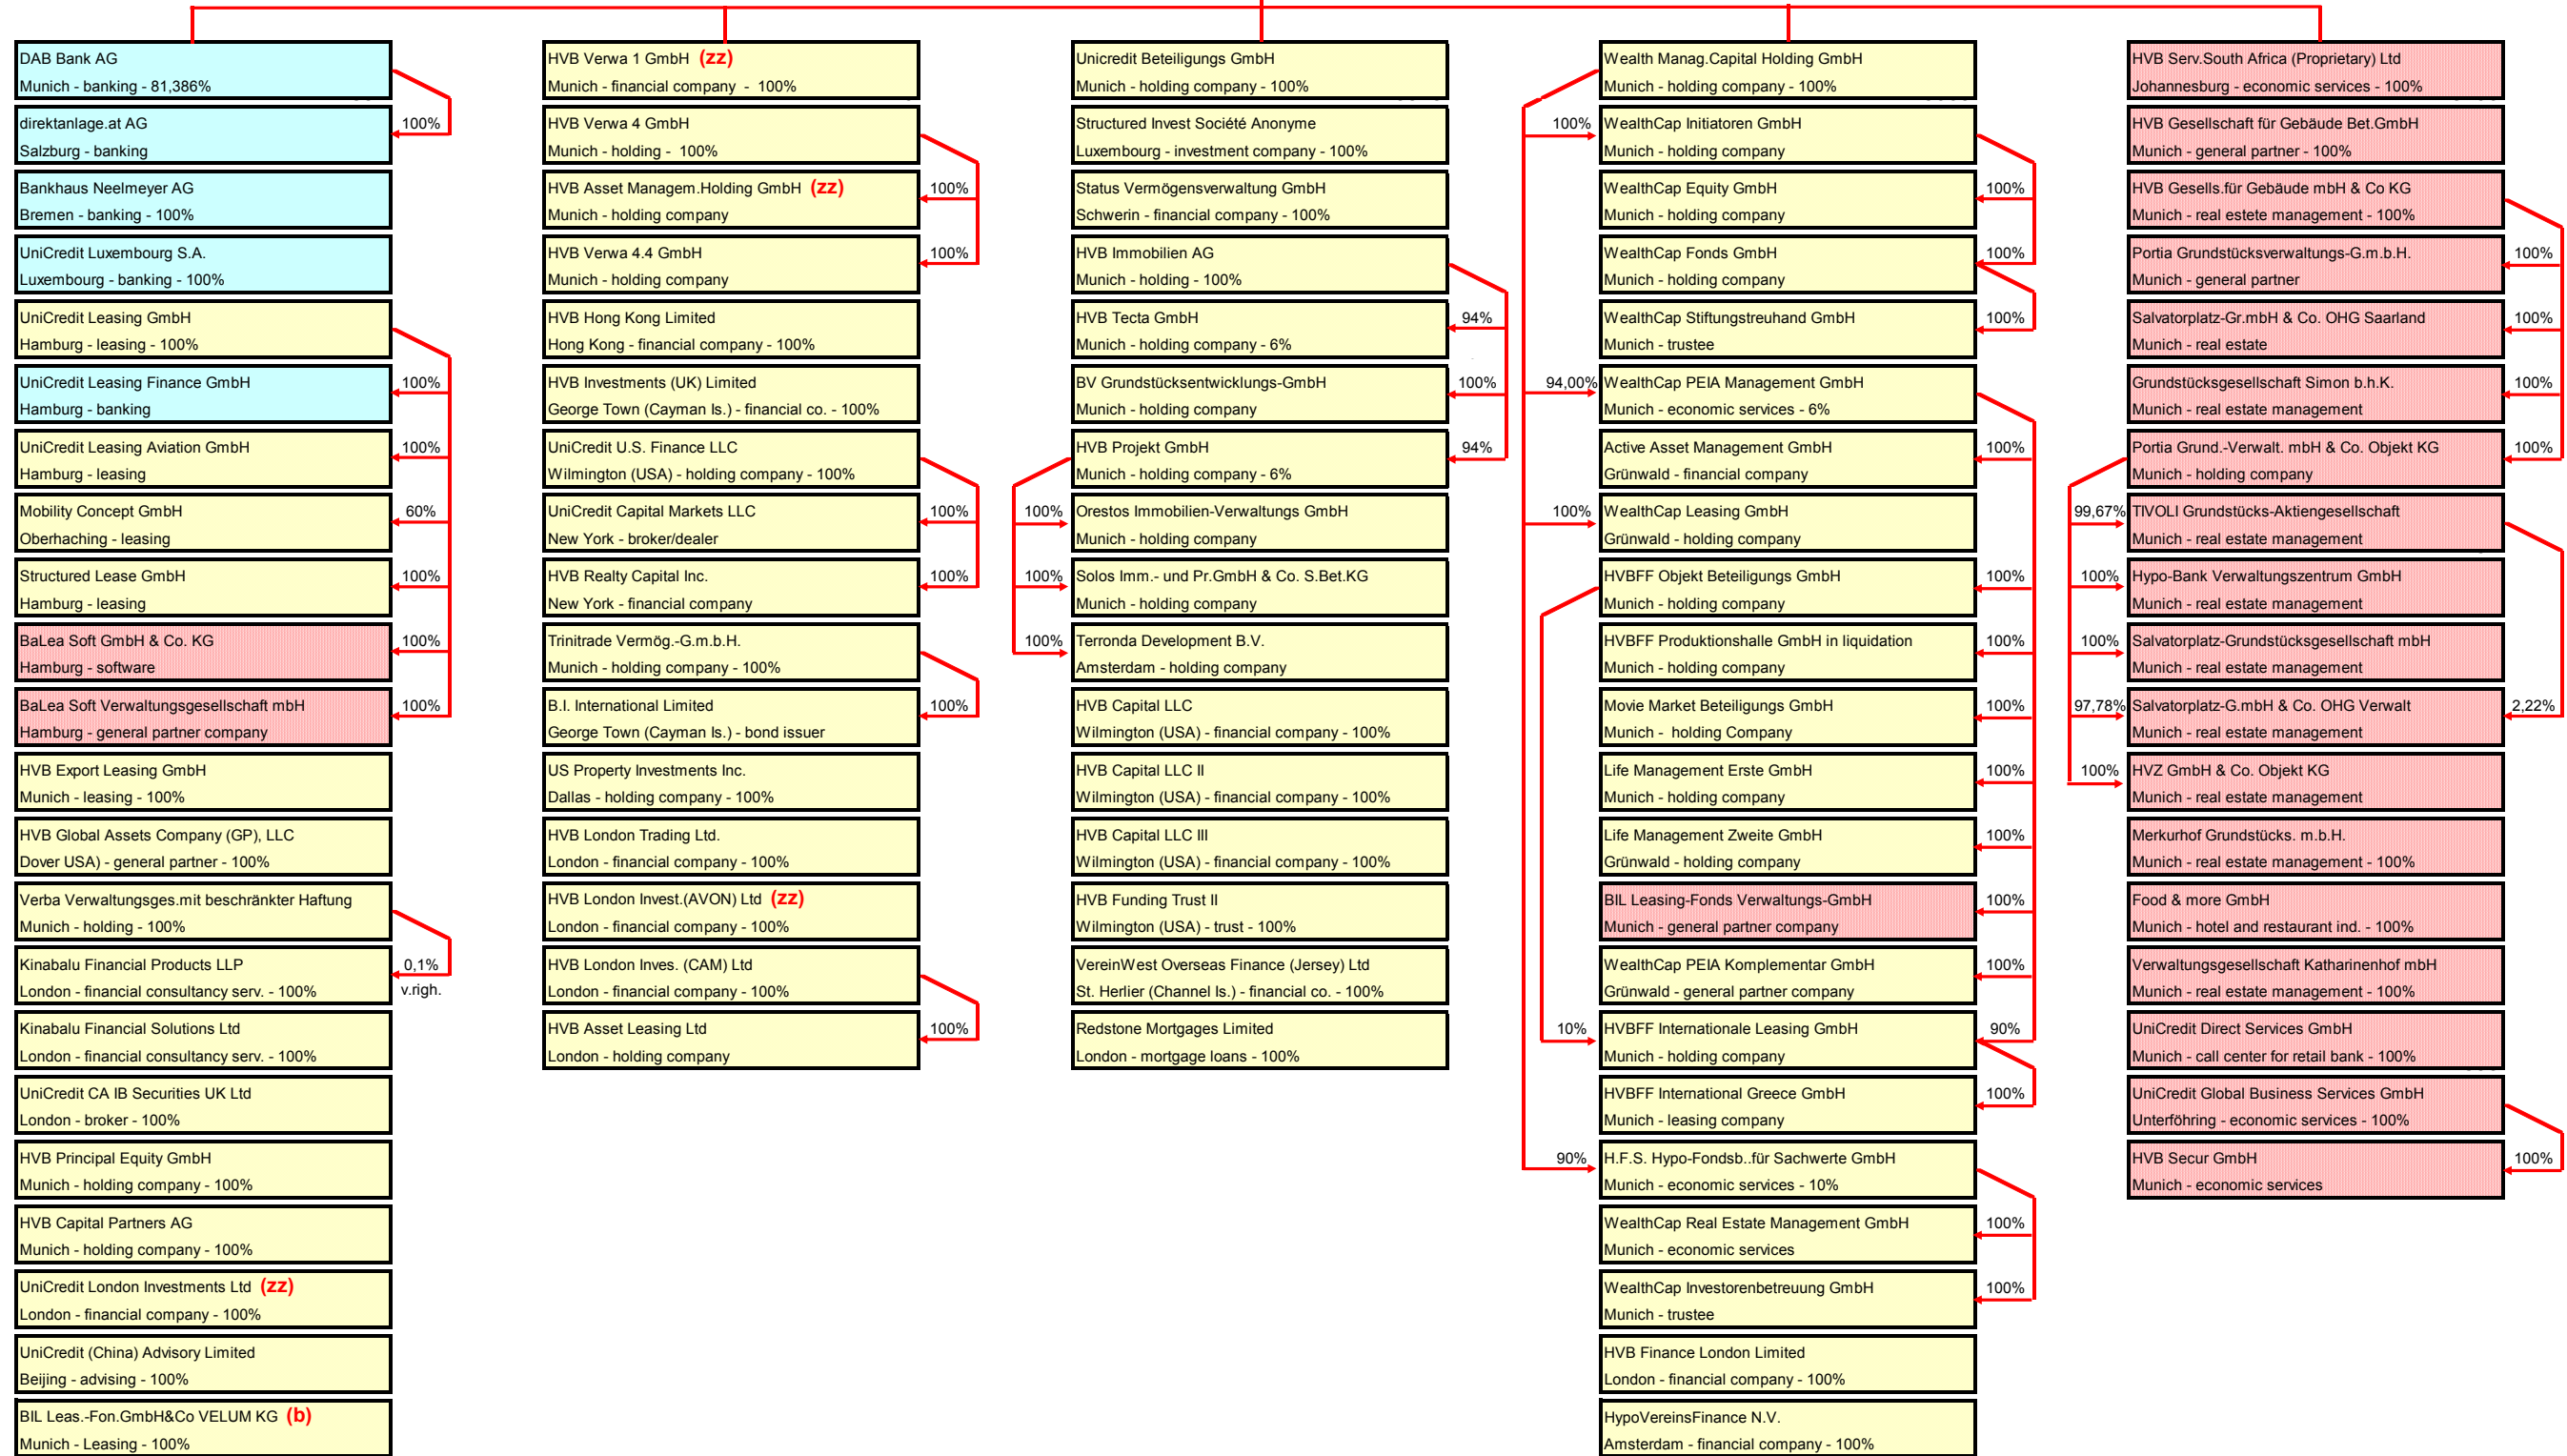 DAB Bank AG
Munich - banking - 81,386%
direktanlage.at AG
Salzburg - banking
100%
Bankhaus Neelmeyer AG
Bremen - banking - 100%
UniCredit Luxembourg S.A.
Luxembourg - banking - 100%
UniCredit Leasing GmbH
Hamburg - leasing - 100%
UniCredit Leasing Finance GmbH
Hamburg - banking
100%
UniCredit Leasing Aviation GmbH
Hamburg - leasing
100%
Mobility Concept GmbH
Oberhaching - leasing
60%
Structured Lease GmbH
Hamburg - leasing
100%
BaLea Soft GmbH & Co. KG
Hamburg - software
100%
BaLea Soft Verwaltungsgesellschaft mbH
Hamburg - general partner company
100%
HVB Export Leasing GmbH
Munich - leasing - 100%
HVB Global Assets Company (GP), LLC
Dover USA) - general partner - 100%
Verba Verwaltungsges.mit beschränkter Haftung
Munich - holding - 100%
Kinabalu Financial Products LLP
London - financial consultancy serv. - 100%
0,1%
v.righ.
Kinabalu Financial Solutions Ltd
London - financial consultancy serv. - 100%
UniCredit CA IB Securities UK Ltd
London - broker - 100%
HVB Principal Equity GmbH
Munich - holding company - 100%
HVB Capital Partners AG
Munich - holding company - 100%
UniCredit London Investments Ltd (zz)
London - financial company - 100%
UniCredit (China) Advisory Limited
Beijing - advising - 100%
BIL Leas.-Fon.GmbH&Co VELUM KG (b)
Munich - Leasing - 100%
HVB Verwa 1 GmbH (zz)
Munich - financial company - 100%
HVB Verwa 4 GmbH
Munich - holding - 100%
HVB Asset Managem.Holding GmbH (zz)
Munich - holding company
100%
HVB Verwa 4.4 GmbH
Munich - holding company
100%
HVB Hong Kong Limited
Hong Kong - financial company - 100%
HVB Investments (UK) Limited
George Town (Cayman Is.) - financial co. - 100%
UniCredit U.S. Finance LLC
Wilmington (USA) - holding company - 100%
UniCredit Capital Markets LLC
New York - broker/dealer
100%
HVB Realty Capital Inc.
New York - financial company
100%
Trinitrade Vermög.-G.m.b.H.
Munich - holding company - 100%
B.I. International Limited
George Town (Cayman Is.) - bond issuer
100%
US Property Investments Inc.
Dallas - holding company - 100%
HVB London Trading Ltd.
London - financial company - 100%
HVB London Invest.(AVON) Ltd (zz)
London - financial company - 100%
HVB London Inves. (CAM) Ltd
London - financial company - 100%
HVB Asset Leasing Ltd
London - holding company
100%
Unicredit Beteiligungs GmbH
Munich - holding company - 100%
Structured Invest Société Anonyme
Luxembourg - investment company - 100%
Status Vermögensverwaltung GmbH
Schwerin - financial company - 100%
HVB Immobilien AG
Munich - holding - 100%
HVB Tecta GmbH
Munich - holding company - 6%
94%
BV Grundstücksentwicklungs-GmbH
Munich - holding company
100%
HVB Projekt GmbH
Munich - holding company - 6%
94%
100%
Orestos Immobilien-Verwaltungs GmbH
Munich - holding company
100%
Solos Imm.- und Pr.GmbH & Co. S.Bet.KG
Munich - holding company
100%
Terronda Development B.V.
Amsterdam - holding company
HVB Capital LLC
Wilmington (USA) - financial company - 100%
HVB Capital LLC II
Wilmington (USA) - financial company - 100%
HVB Capital LLC III
Wilmington (USA) - financial company - 100%
HVB Funding Trust II
Wilmington (USA) - trust - 100%
VereinWest Overseas Finance (Jersey) Ltd
St. Herlier (Channel Is.) - financial co. - 100%
Redstone Mortgages Limited
London - mortgage loans - 100%
Wealth Manag.Capital Holding GmbH
Munich - holding company - 100%
100%
WealthCap Initiatoren GmbH
Munich - holding company
WealthCap Equity GmbH
Munich - holding company
100%
WealthCap Fonds GmbH
Munich - holding company
100%
WealthCap Stiftungstreuhand GmbH
Munich - trustee
100%
94,00%
WealthCap PEIA Management GmbH
Munich - economic services - 6%
Active Asset Management GmbH
Grünwald - financial company
100%
100%
WealthCap Leasing GmbH
Grünwald - holding company
HVBFF Objekt Beteiligungs GmbH
Munich - holding company
100%
HVBFF Produktionshalle GmbH in liquidation
Munich - holding company
100%
Movie Market Beteiligungs GmbH
Munich - holding Company
100%
Life Management Erste GmbH
Munich - holding company
100%
Life Management Zweite GmbH
Grünwald - holding company
100%
BIL Leasing-Fonds Verwaltungs-GmbH
Munich - general partner company
100%
WealthCap PEIA Komplementar GmbH
Grünwald - general partner company
100%
10%
HVBFF Internationale Leasing GmbH
Munich - holding company
90%
HVBFF International Greece GmbH
Munich - leasing company
100%
90%
H.F.S. Hypo-Fondsb..für Sachwerte GmbH
Munich - economic services - 10%
WealthCap Real Estate Management GmbH
Munich - economic services
100%
WealthCap Investorenbetreuung GmbH
Munich - trustee
100%
HVB Finance London Limited
London - financial company - 100%
HypoVereinsFinance N.V.
Amsterdam - financial company - 100%
HVB Serv.South Africa (Proprietary) Ltd
Johannesburg - economic services - 100%
HVB Gesellschaft für Gebäude Bet.GmbH
Munich - general partner - 100%
HVB Gesells.für Gebäude mbH & Co KG
Munich - real estete management - 100%
Portia Grundstücksverwaltungs-G.m.b.H.
Munich - general partner
100%
Salvatorplatz-Gr.mbH & Co. OHG Saarland
Munich - real estate
100%
Grundstücksgesellschaft Simon b.h.K.
Munich - real estate management
100%
Portia Grund.-Verwalt. mbH & Co. Objekt KG
Munich - holding company
100%
99,67%
TIVOLI Grundstücks-Aktiengesellschaft
Munich - real estate management
100%
Hypo-Bank Verwaltungszentrum GmbH
Munich - real estate management
100%
Salvatorplatz-Grundstücksgesellschaft mbH
Munich - real estate management
97,78%
Salvatorplatz-G.mbH & Co. OHG Verwalt
Munich - real estate management
2,22%
100%
HVZ GmbH & Co. Objekt KG
Munich - real estate management
Merkurhof Grundstücks. m.b.H.
Munich - real estate management - 100%
Food & more GmbH
Munich - hotel and restaurant ind. - 100%
Verwaltungsgesellschaft Katharinenhof mbH
Munich - real estate management - 100%
UniCredit Direct Services GmbH
Munich - call center for retail bank - 100%
UniCredit Global Business Services GmbH
Unterföhring - economic services - 100%
HVB Secur GmbH
Munich - economic services
100%